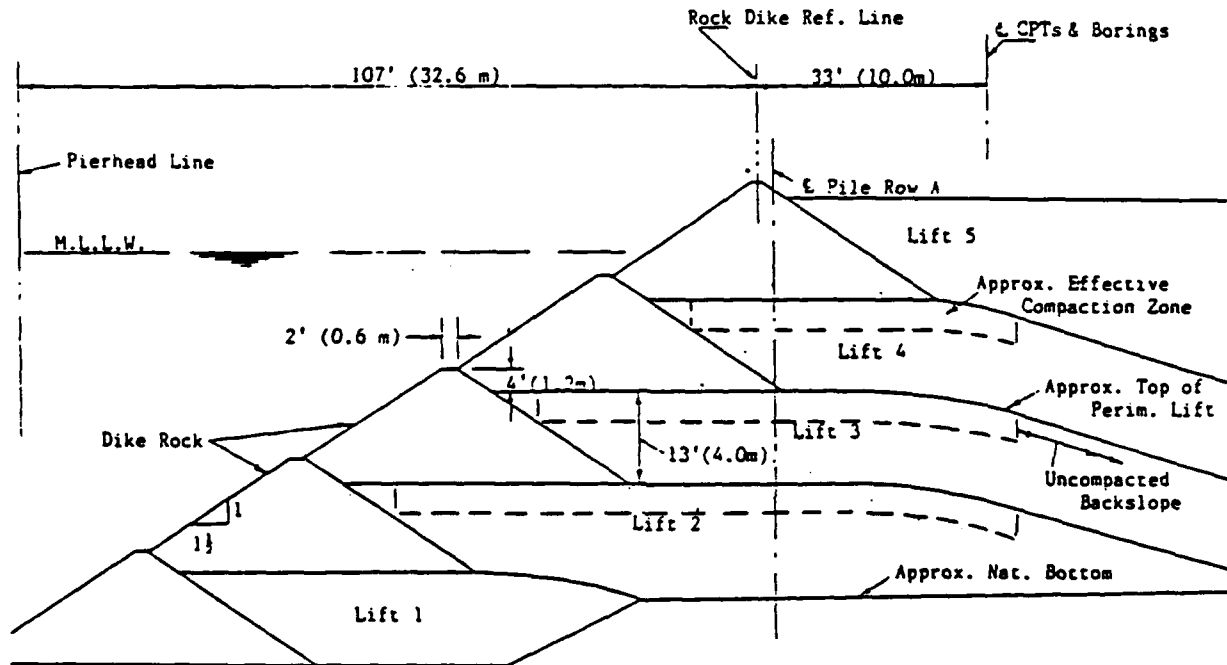 Rock Dike Ref. Line
℄ CPTs & Borings
107' (32.6 m)
33' (10.0m)
Pierhead Line
℄ Pile Row A
M.L.L.W.
Lift 5
Approx. Effective
Compaction Zone
2' (0.6 m)
Lift 4
4'(1.2m)
Approx. Top of
Perim. Lift
Dike Rock
Lift 3
13'(4.0m)
Uncompacted
Backslope
1
1½
Lift 2
Approx. Nat. Bottom
Lift 1